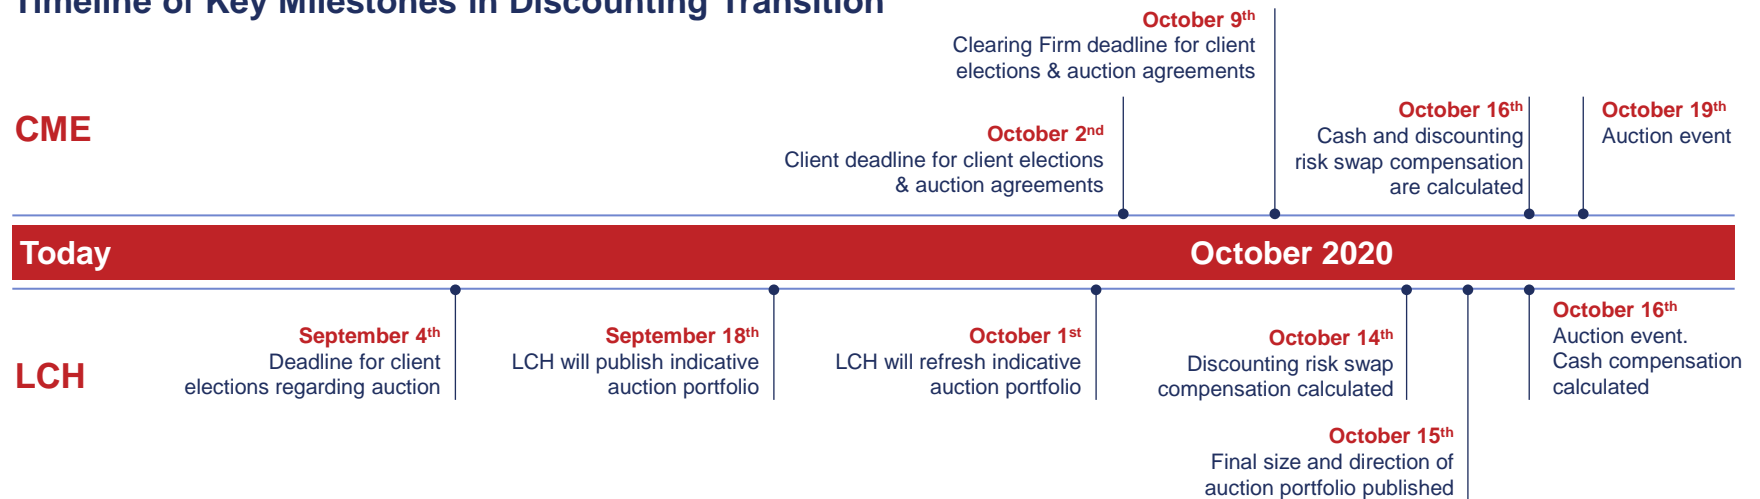 Timeline of Key Milestones in Discounting Transition
October 9th
Clearing Firm deadline for client
elections & auction agreements
CME
October 2nd
Client deadline for client elections
& auction agreements
October 16th
Cash and discounting
risk swap compensation
are calculated
October 19th
Auction event
Today
October 2020
LCH
September 4th
Deadline for client
elections regarding auction
September 18th
LCH will publish indicative
auction portfolio
October 1st
LCH will refresh indicative
auction portfolio
October 14th
Discounting risk swap
compensation calculated
October 15th
Final size and direction of
auction portfolio published
October 16th
Auction event.
Cash compensation
calculated